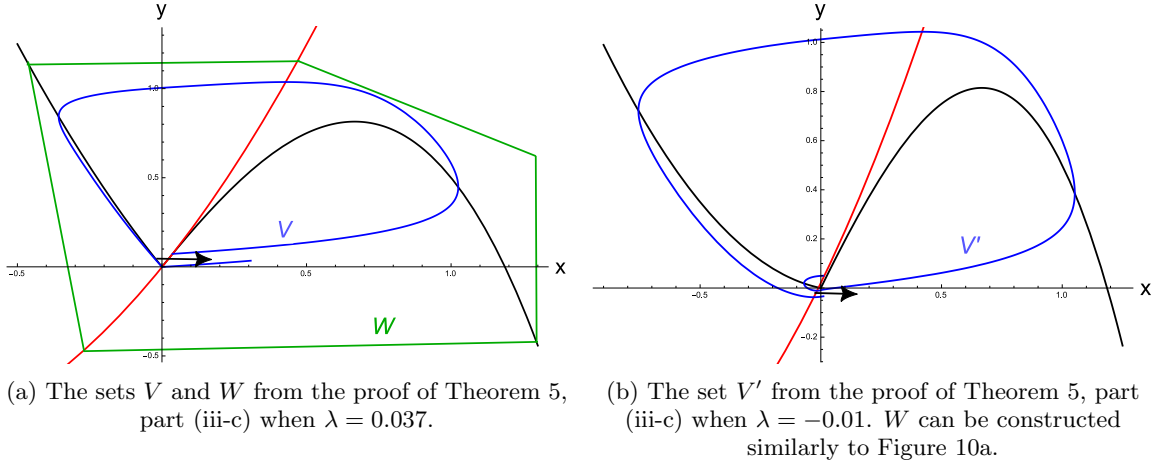 y
1.0
0.5
V
-0.5
0.5
1.0
x
W
-0.5
y
1.0
0.8
0.6
0.4
0.2
V'
-0.5
0.5
1.0
x
-0.2
(a) The sets V and W from the proof of Theorem 5,
part (iii-c) when λ = 0.037.
(b) The set V′ from the proof of Theorem 5, part
(iii-c) when λ = −0.01. W can be constructed
similarly to Figure 10a.